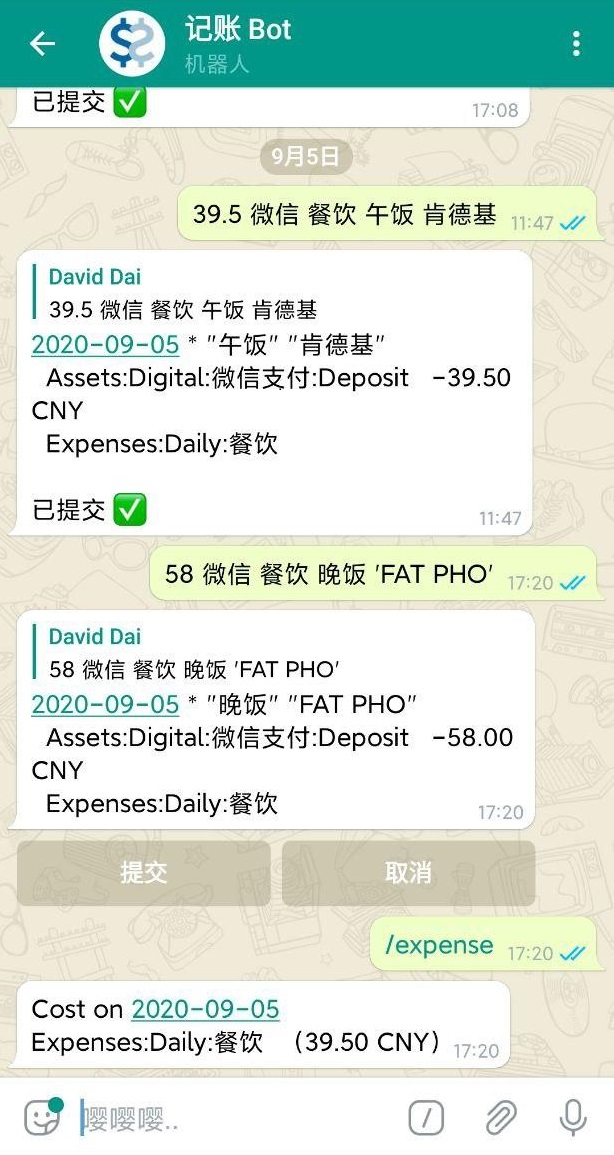 记账 Bot
机器人
已提交 ✅
17:08
9月5日
39.5 微信 餐饮 午饭 肯德基
11:47
David Dai
39.5 微信 餐饮 午饭 肯德基
2020-09-05 * "午饭" "肯德基"
Assets:Digital:微信支付:Deposit -39.50
CNY
Expenses:Daily:餐饮
已提交 ✅
11:47
58 微信 餐饮 晚饭 'FAT PHO'
17:20
David Dai
58 微信 餐饮 晚饭 'FAT PHO'
2020-09-05 * "晚饭" "FAT PHO"
Assets:Digital:微信支付:Deposit -58.00
CNY
Expenses:Daily:餐饮
17:20
提交 取消
/expense
17:20
Cost on 2020-09-05
Expenses:Daily:餐饮 （39.50 CNY）
17:20
嘤嘤嘤..